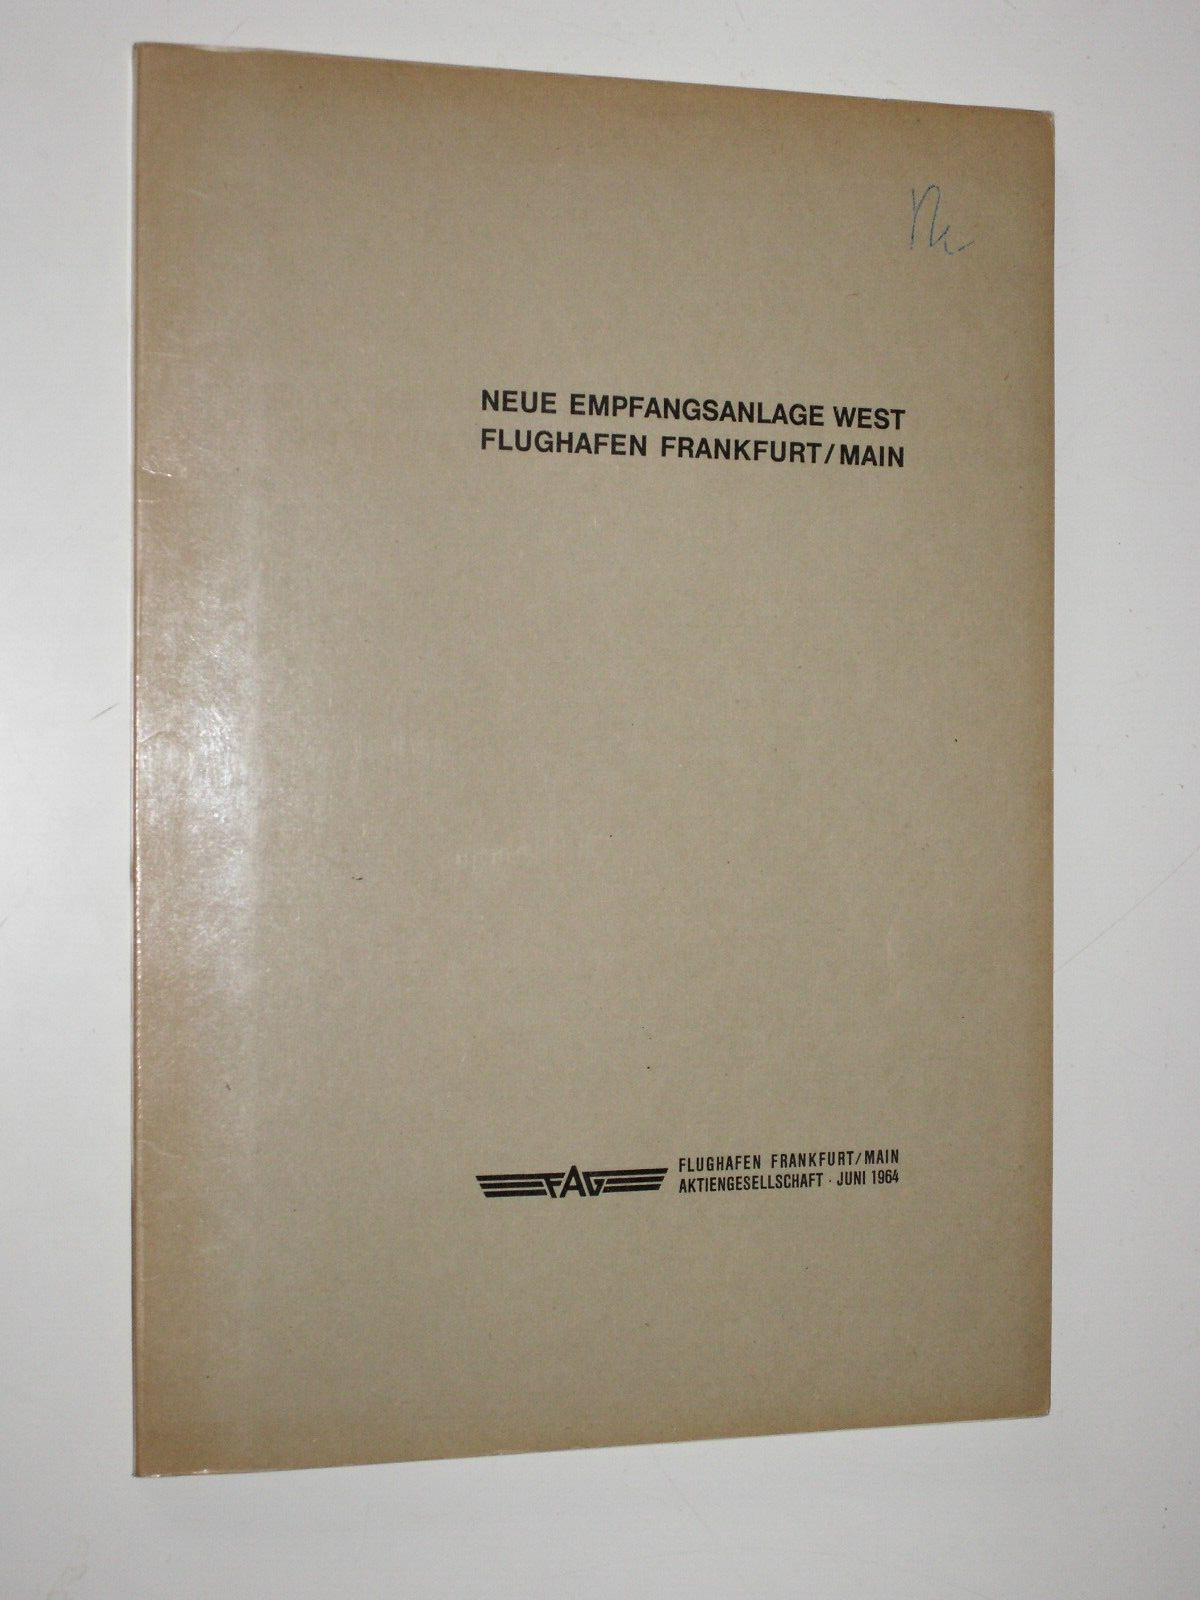 NEUE EMPFANGSANLAGE WEST
FLUGHAFEN FRANKFURT/MAIN
FAG
FLUGHAFEN FRANKFURT/MAIN
AKTIENGESELLSCHAFT · JUNI 1964